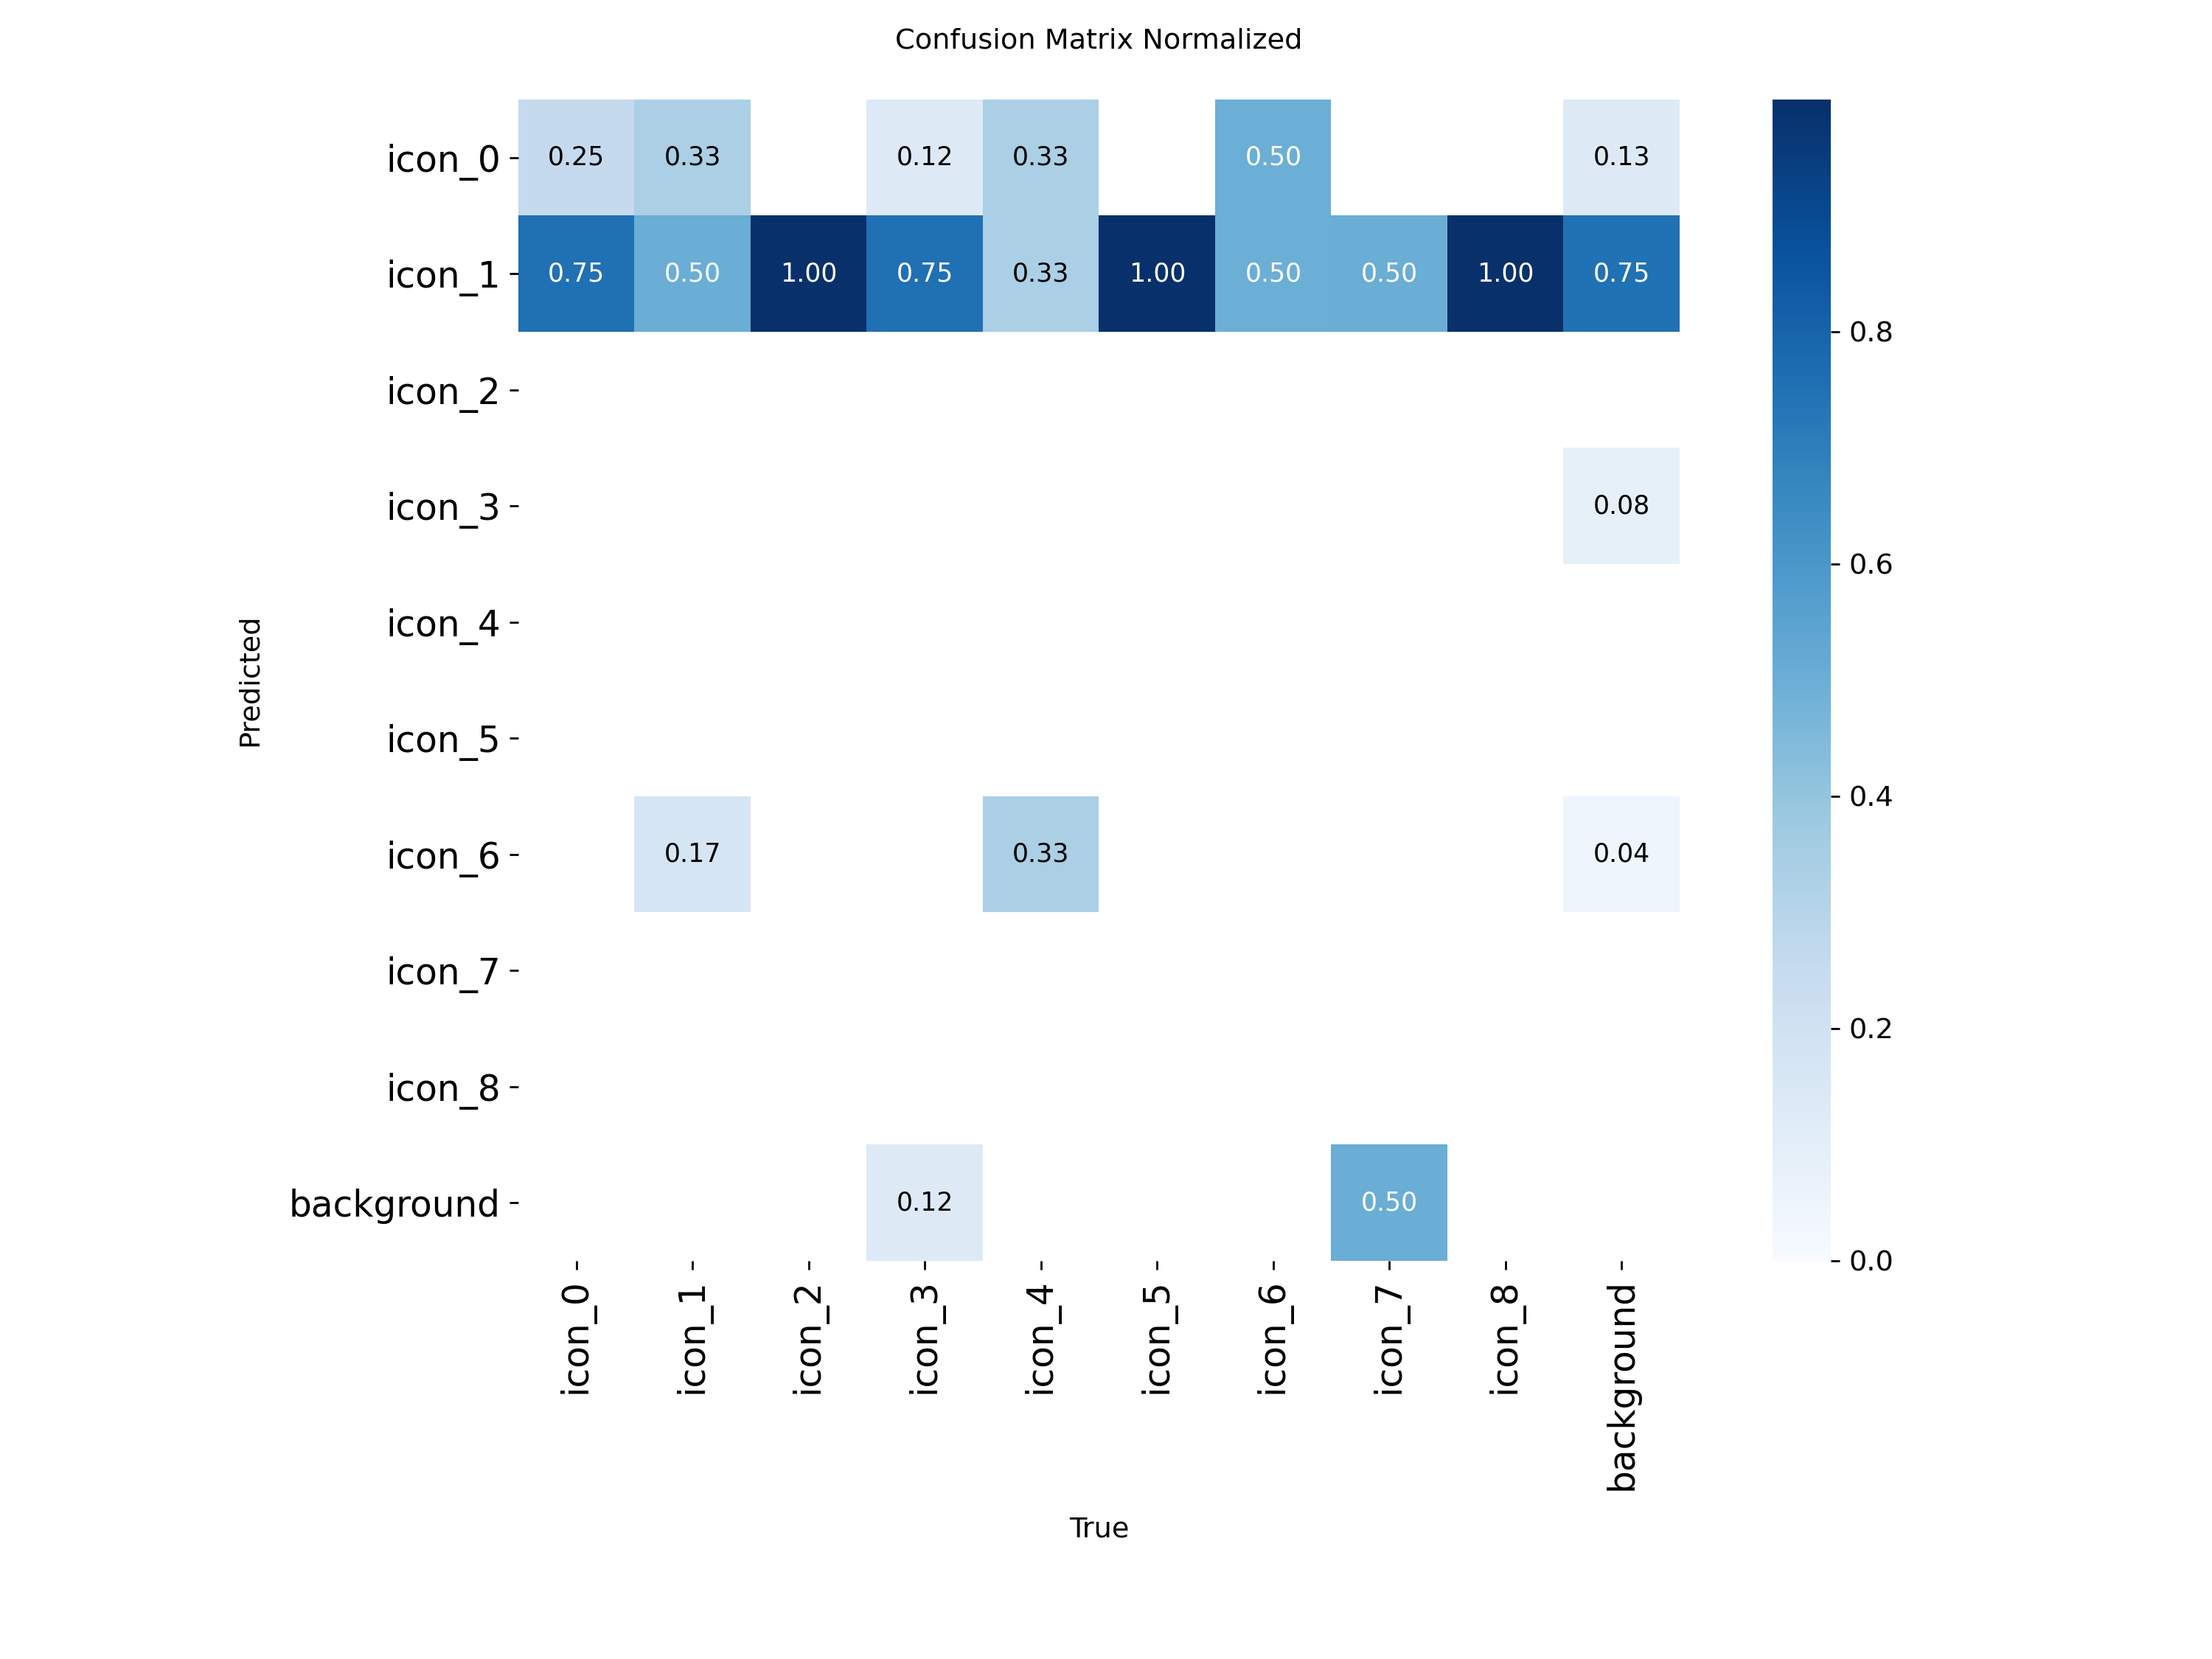 Confusion Matrix Normalized
icon_0 0.25 0.33 0.12 0.33 0.50 0.13
icon_1 0.75 0.50 1.00 0.75 0.33 1.00 0.50 0.50 1.00 0.75
icon_2
icon_3 0.08
icon_4
icon_5
icon_6 0.17 0.33 0.04
icon_7
icon_8
background 0.12 0.50
Predicted
icon_0
icon_1
icon_2
icon_3
icon_4
icon_5
icon_6
icon_7
icon_8
background
True
0.8
0.6
0.4
0.2
0.0